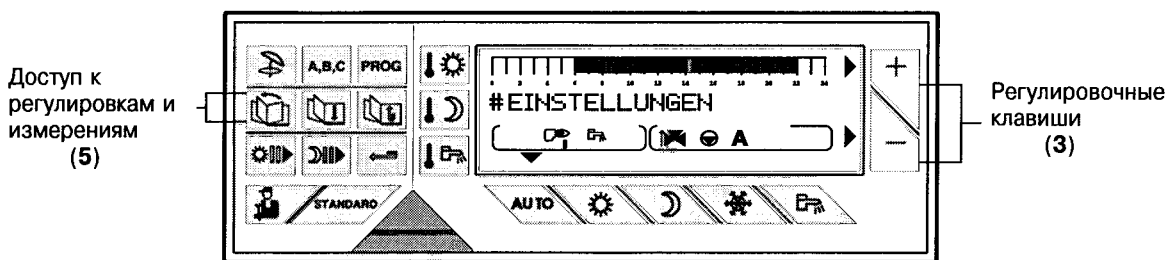 Доступ к
регулировкам и
измерениям
(5)
A,B,C PROG
STANDARD
#EINSTELLUNGEN
A
AUTO
+
−
Регулировочные
клавиши
(3)